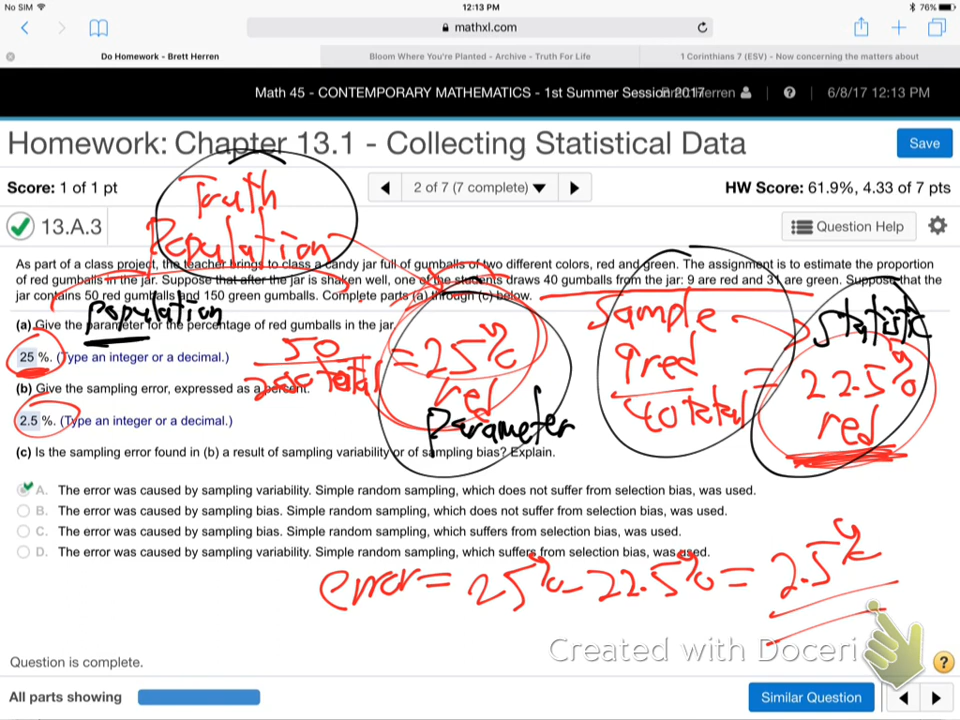 No SIM 12:13 PM 76%
mathxl.com
Do Homework - Brett Herren Bloom Where You're Planted - Archive - Truth For Life 1 Corinthians 7 (ESV) - Now concerning the matters about
Math 45 - CONTEMPORARY MATHEMATICS - 1st Summer Session 2017 Herren ? 6/8/17 12:13 PM
Homework: Chapter 13.1 - Collecting Statistical Data Save
Score: 1 of 1 pt 2 of 7 (7 complete) HW Score: 61.9%, 4.33 of 7 pts
Truth
Population
13.A.3 Question Help
As part of a class project, the teacher brings to class a candy jar full of gumballs of two different colors, red and green. The assignment is to estimate the proportion
of red gumballs in the jar. Suppose that after the jar is shaken well, one of the students draws 40 gumballs from the jar: 9 are red and 31 are green. Suppose that the
jar contains 50 red gumballs and 150 green gumballs. Complete parts (a) through (c) below.
Population
Sample
Statistic
(a) Give the parameter for the percentage of red gumballs in the jar.
25 %. (Type an integer or a decimal.)
50
200 total
= 25%
red
Parameter
9 red
40 total
= 22.5%
red
(b) Give the sampling error, expressed as a percent.
2.5 %. (Type an integer or a decimal.)
(c) Is the sampling error found in (b) a result of sampling variability or of sampling bias? Explain.
A. The error was caused by sampling variability. Simple random sampling, which does not suffer from selection bias, was used.
B. The error was caused by sampling bias. Simple random sampling, which does not suffer from selection bias, was used.
C. The error was caused by sampling bias. Simple random sampling, which suffers from selection bias, was used.
D. The error was caused by sampling variability. Simple random sampling, which suffers from selection bias, was used.
error = 25% - 22.5% = 2.5%
Created with Doceri
Question is complete. ?
All parts showing Similar Question